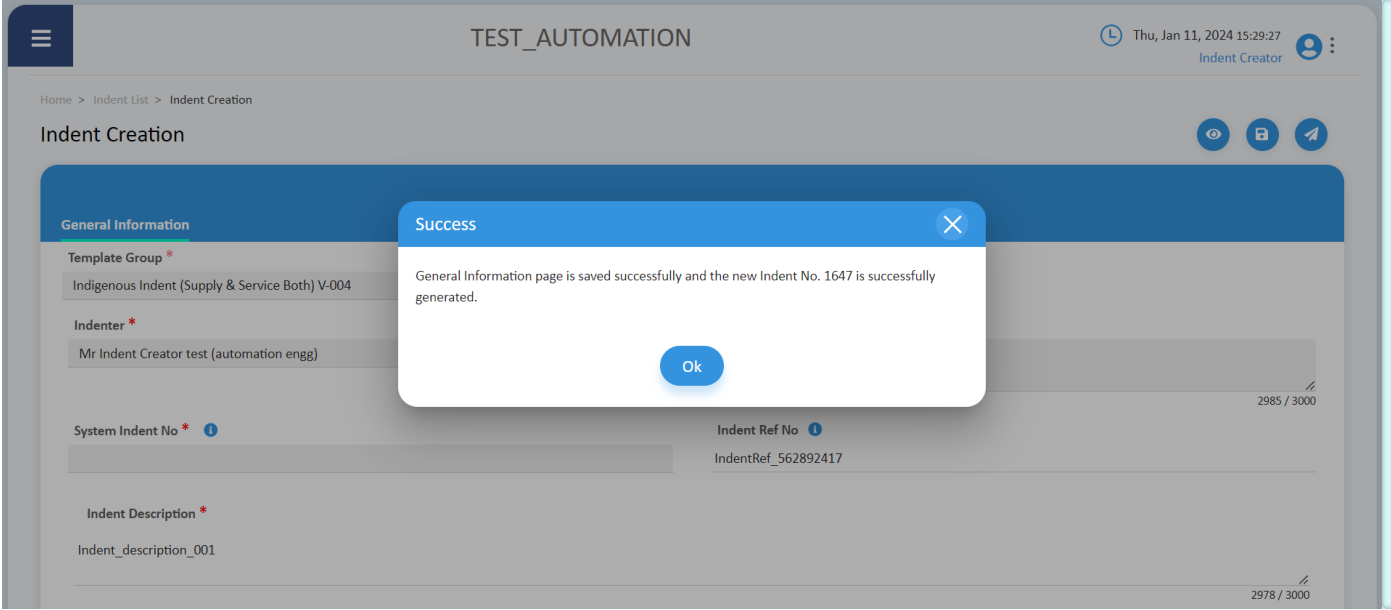 TEST_AUTOMATION
Thu, Jan 11, 2024 15:29:27
Indent Creator
Home > Indent List > Indent Creation
Indent Creation
General Information
Template Group *
Indigenous Indent (Supply & Service Both) V-004
Indenter *
Mr Indent Creator test (automation engg)
Success
General Information page is saved successfully and the new Indent No. 1647 is successfully
generated.
Ok
2985 / 3000
System Indent No *
Indent Ref No
IndentRef_562892417
Indent Description *
Indent_description_001
2978 / 3000